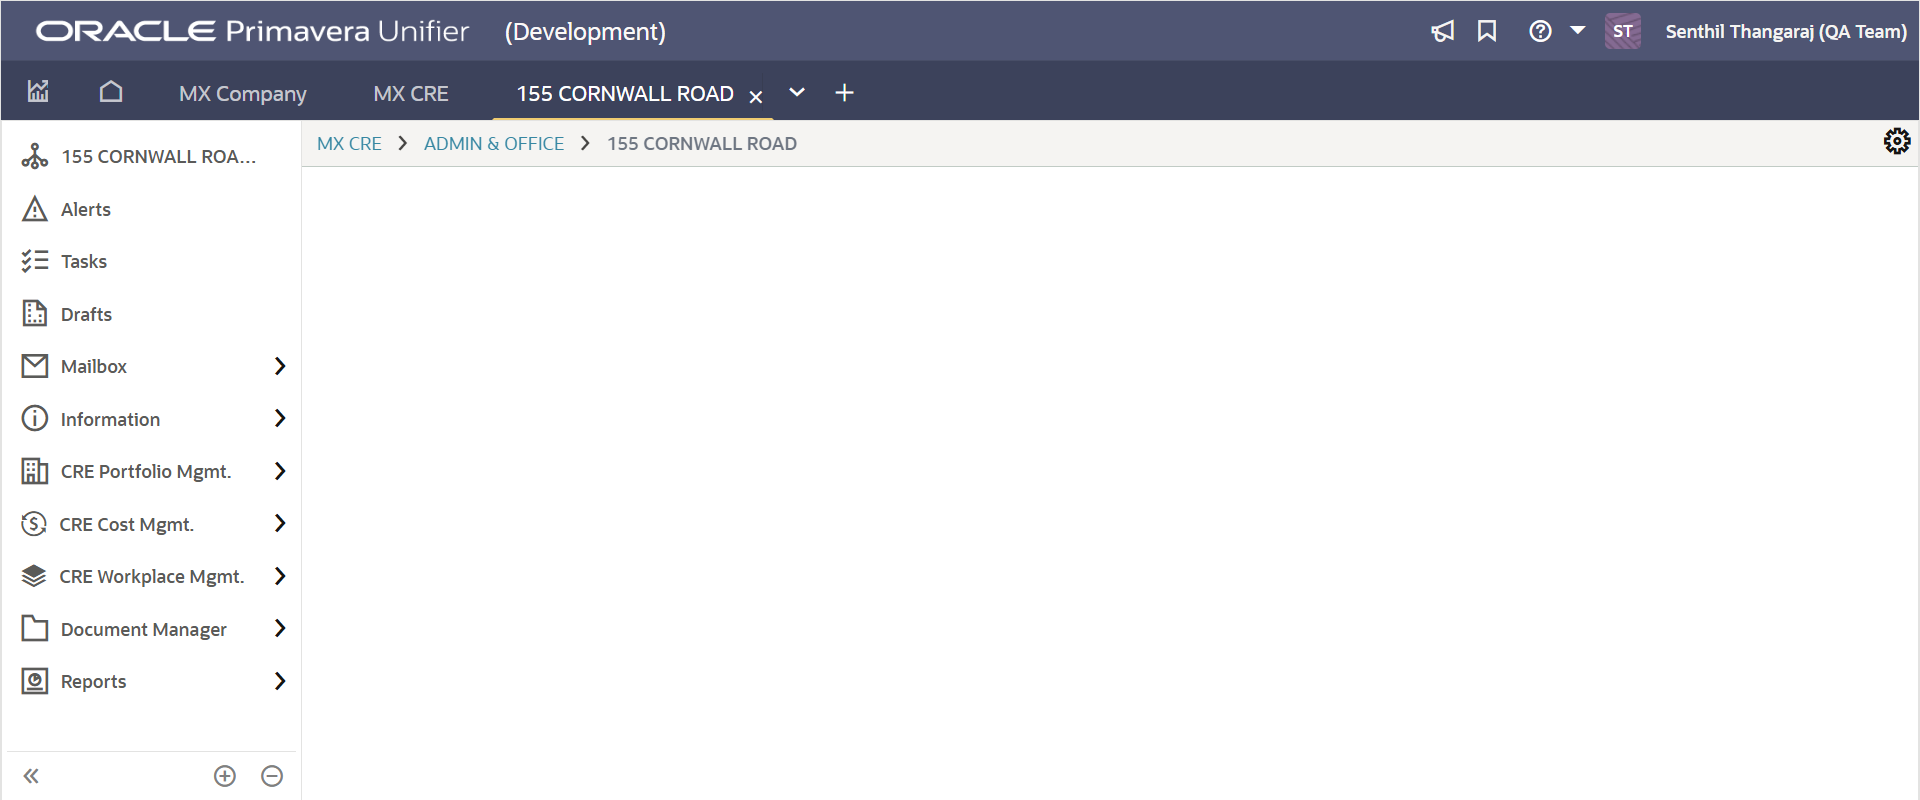 ORACLE Primavera Unifier (Development)
ST Senthil Thangaraj (QA Team)
MX Company MX CRE 155 CORNWALL ROAD
MX CRE ADMIN & OFFICE 155 CORNWALL ROAD
155 CORNWALL ROA...
Alerts
Tasks
Drafts
Mailbox
Information
CRE Portfolio Mgmt.
CRE Cost Mgmt.
CRE Workplace Mgmt.
Document Manager
Reports